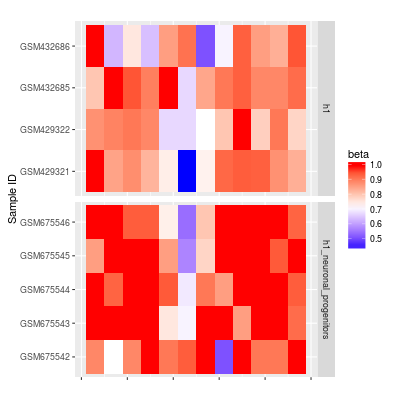 GSM432686
GSM432685
GSM429322
GSM429321
h1
GSM675546
GSM675545
GSM675544
GSM675543
GSM675542
h1_neuronal_progenitors
Sample ID
beta
1.0
0.9
0.8
0.7
0.6
0.5